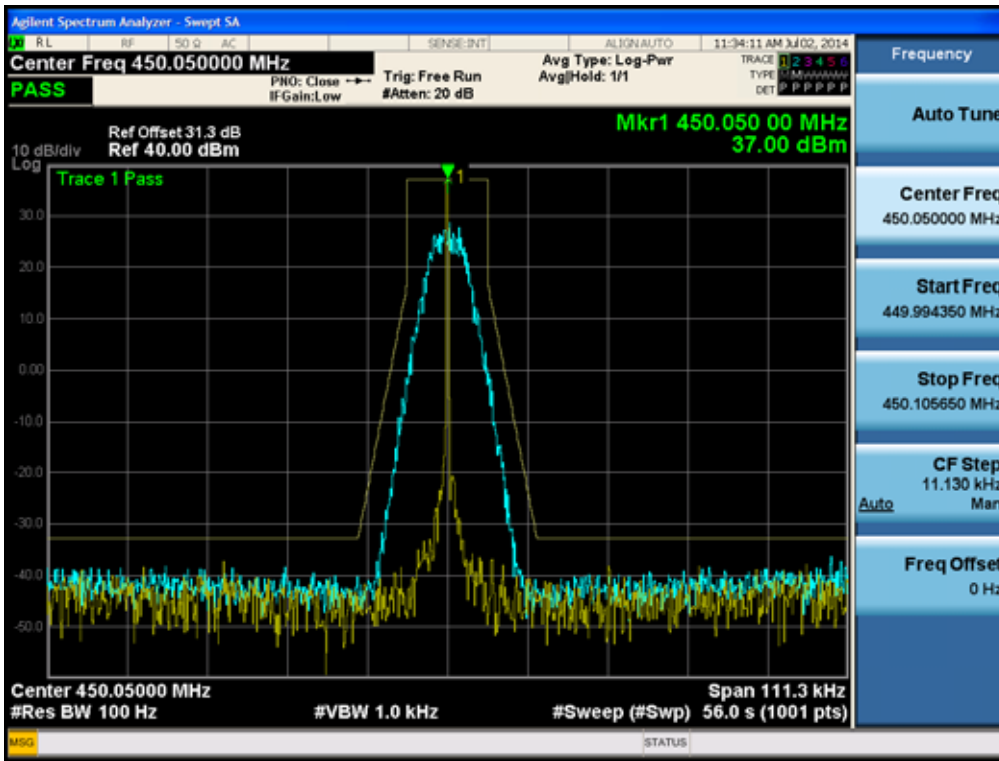 Agilent Spectrum Analyzer - Swept SA
RL RF 50 Ω AC SENSE:INT ALIGNAUTO 11:34:11 AM Jul 02, 2014
Center Freq 450.050000 MHz
PASS
PNO: Close
IFGain:Low
Trig: Free Run
#Atten: 20 dB
Avg Type: Log-Pwr
Avg|Hold: 1/1
TRACE 1 2 3 4 5 6
TYPE
DET P P P P P P
Ref Offset 31.3 dB
10 dB/div Ref 40.00 dBm
Log
Mkr1 450.050 00 MHz
37.00 dBm
Trace 1 Pass
1
30.0
20.0
10.0
0.00
-10.0
-20.0
-30.0
-40.0
-50.0
Center 450.05000 MHz
#Res BW 100 Hz
#VBW 1.0 kHz
Span 111.3 kHz
#Sweep (#Swp) 56.0 s (1001 pts)
MSG
STATUS
Frequency
Auto Tune
Center Freq
450.050000 MHz
Start Freq
449.994350 MHz
Stop Freq
450.105650 MHz
CF Step
11.130 kHz
Auto Man
Freq Offset
0 Hz